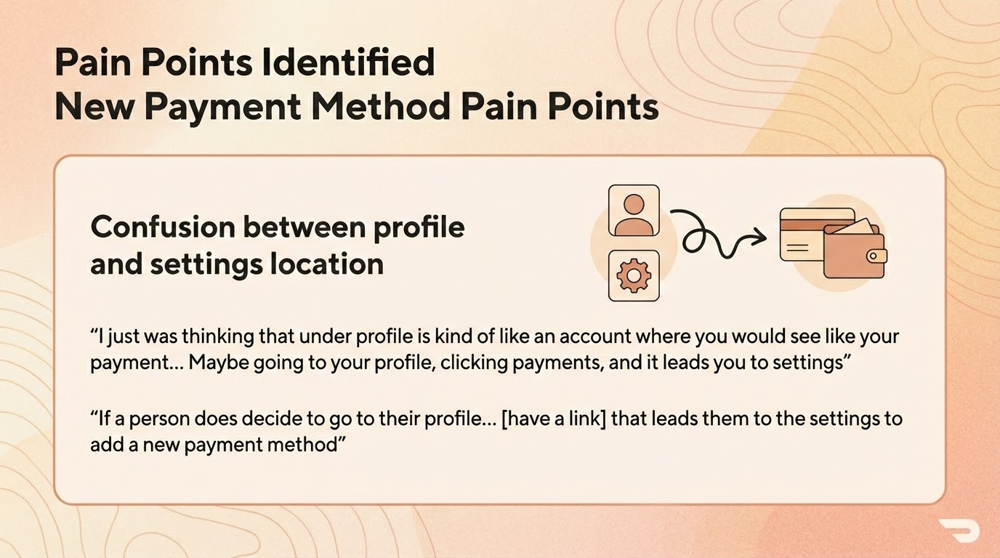 Pain Points Identified
New Payment Method Pain Points
Confusion between profile
and settings location
“I just was thinking that under profile is kind of like an account where you would see like your
payment... Maybe going to your profile, clicking payments, and it leads you to settings”
“If a person does decide to go to their profile... [have a link] that leads them to the settings to
add a new payment method”